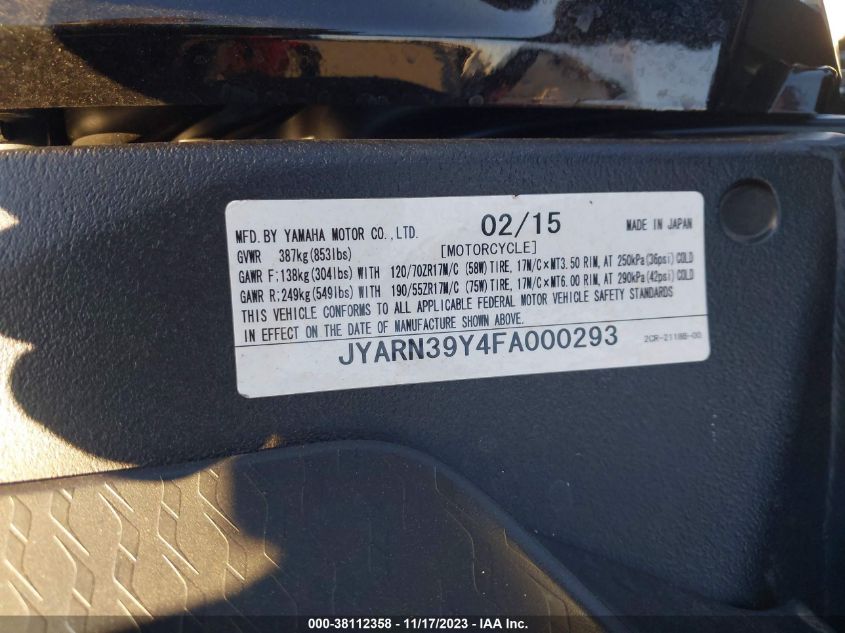 MFD. BY YAMAHA MOTOR CO., LTD. 02/15 MADE IN JAPAN
GVWR 387kg(853lbs) [MOTORCYCLE]
GAWR F:138kg(304lbs) WITH 120/70ZR17M/C (58W) TIRE, 17M/C×MT3.50 RIM, AT 250kPa(36psi) COLD
GAWR R:249kg(549lbs) WITH 190/55ZR17M/C (75W) TIRE, 17M/C×MT6.00 RIM, AT 290kPa(42psi) COLD
THIS VEHICLE CONFORMS TO ALL APPLICABLE FEDERAL MOTOR VEHICLE SAFETY STANDARDS
IN EFFECT ON THE DATE OF MANUFACTURE SHOWN ABOVE.
JYARN39Y4FA000293 2CR-2118B-00
000-38112358 - 11/17/2023 - IAA Inc.